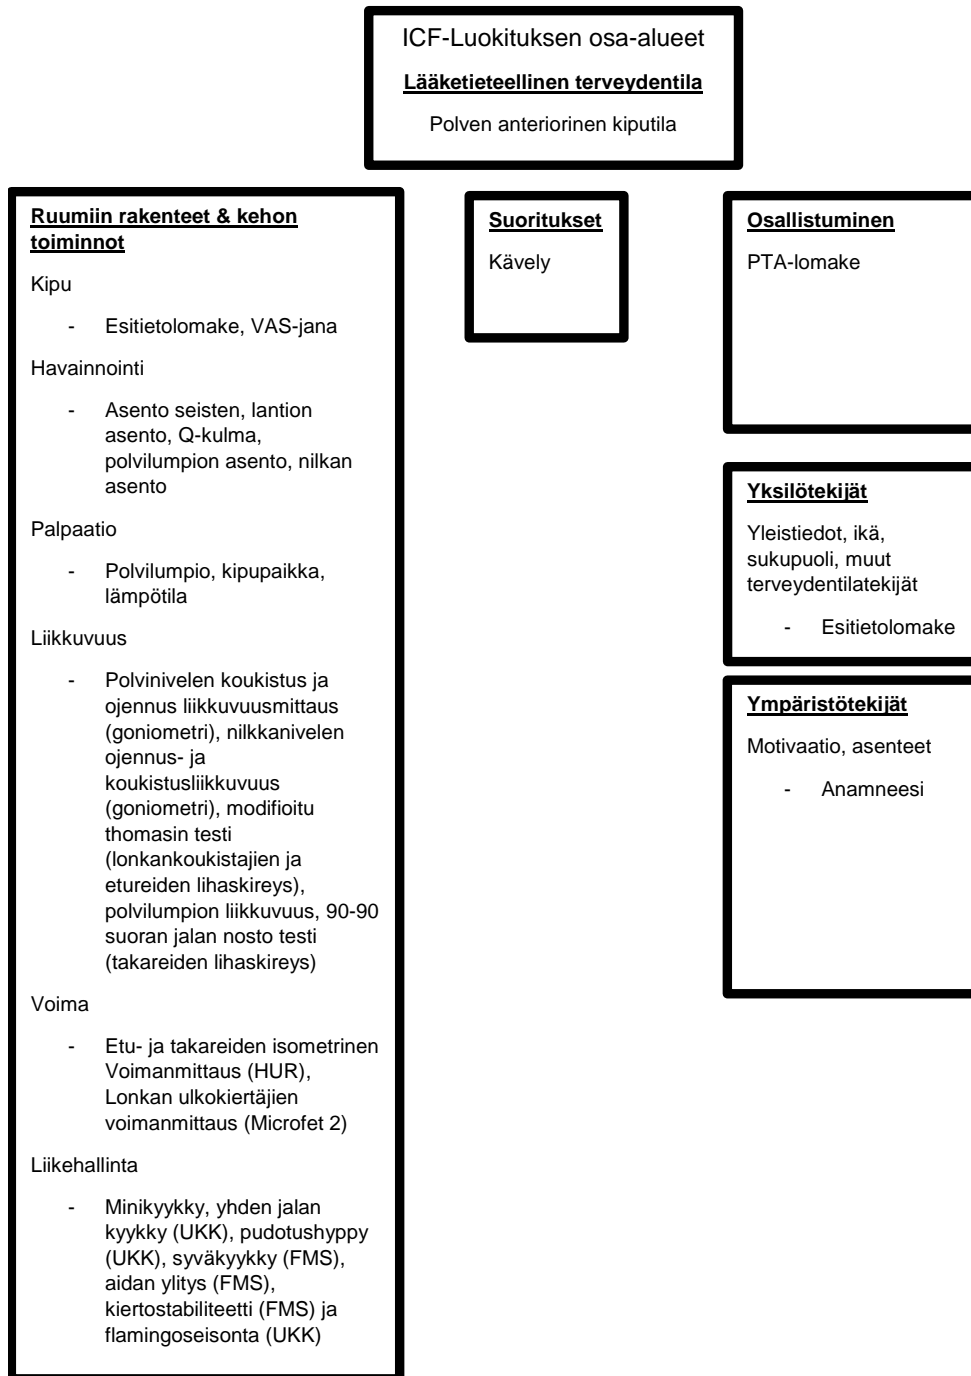 ICF-Luokituksen osa-alueet
Lääketieteellinen terveydentila
Polven anteriorinen kiputila
Ruumiin rakenteet & kehon
toiminnot
Kipu
- Esitietolomake, VAS-jana
Havainnointi
- Asento seisten, lantion
asento, Q-kulma,
polvilumpion asento, nilkan
asento
Palpaatio
- Polvilumpio, kipupaikka,
lämpötila
Liikkuvuus
- Polvinivelen koukistus ja
ojennus liikkuvuusmittaus
(goniometri), nilkkanivelen
ojennus- ja
koukistusliikkuvuus
(goniometri), modifioitu
thomasin testi
(lonkankoukistajien ja
etureiden lihaskireys),
polvilumpion liikkuvuus, 90-90
suoran jalan nosto testi
(takareiden lihaskireys)
Voima
- Etu- ja takareiden isometrinen
Voimanmittaus (HUR),
Lonkan ulkokiertäjien
voimanmittaus (Microfet 2)
Liikehallinta
- Minikyykky, yhden jalan
kyykky (UKK), pudotushyppy
(UKK), syväkyykky (FMS),
aidan ylitys (FMS),
kiertostabiliteetti (FMS) ja
flamingoseisonta (UKK)
Suoritukset
Kävely
Osallistuminen
PTA-lomake
Yksilötekijät
Yleistiedot, ikä,
sukupuoli, muut
terveydentilatekijät
- Esitietolomake
Ympäristötekijät
Motivaatio, asenteet
- Anamneesi